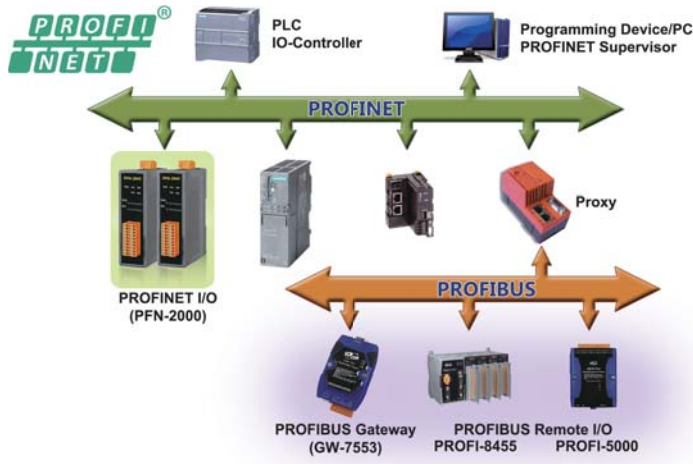 PROFI®
NET
PLC
IO-Controller
Programming Device/PC
PROFINET Supervisor
PROFINET
Proxy
PROFINET I/O
(PFN-2000)
PROFIBUS
PROFIBUS Gateway
(GW-7553)
PROFIBUS Remote I/O
PROFI-8455
PROFI-5000